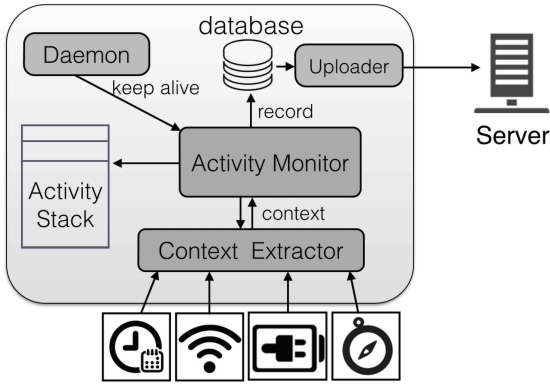 database
Daemon
Uploader
keep alive
record
Server
Activity Monitor
Activity
Stack
context
Context Extractor